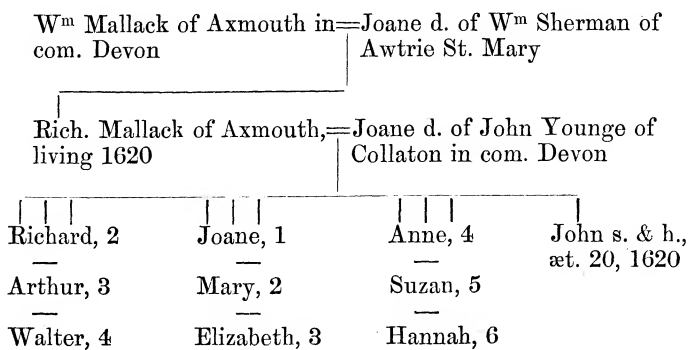 Wᵐ Mallack of Axmouth in=Joane d. of Wᵐ Sherman of
com. Devon Awtrie St. Mary
Rich. Mallack of Axmouth,=Joane d. of John Younge of
living 1620 Collaton in com. Devon
Richard, 2 Joane, 1 Anne, 4 John s. & h.,
æt. 20, 1620
Arthur, 3 Mary, 2 Suzan, 5
Walter, 4 Elizabeth, 3 Hannah, 6